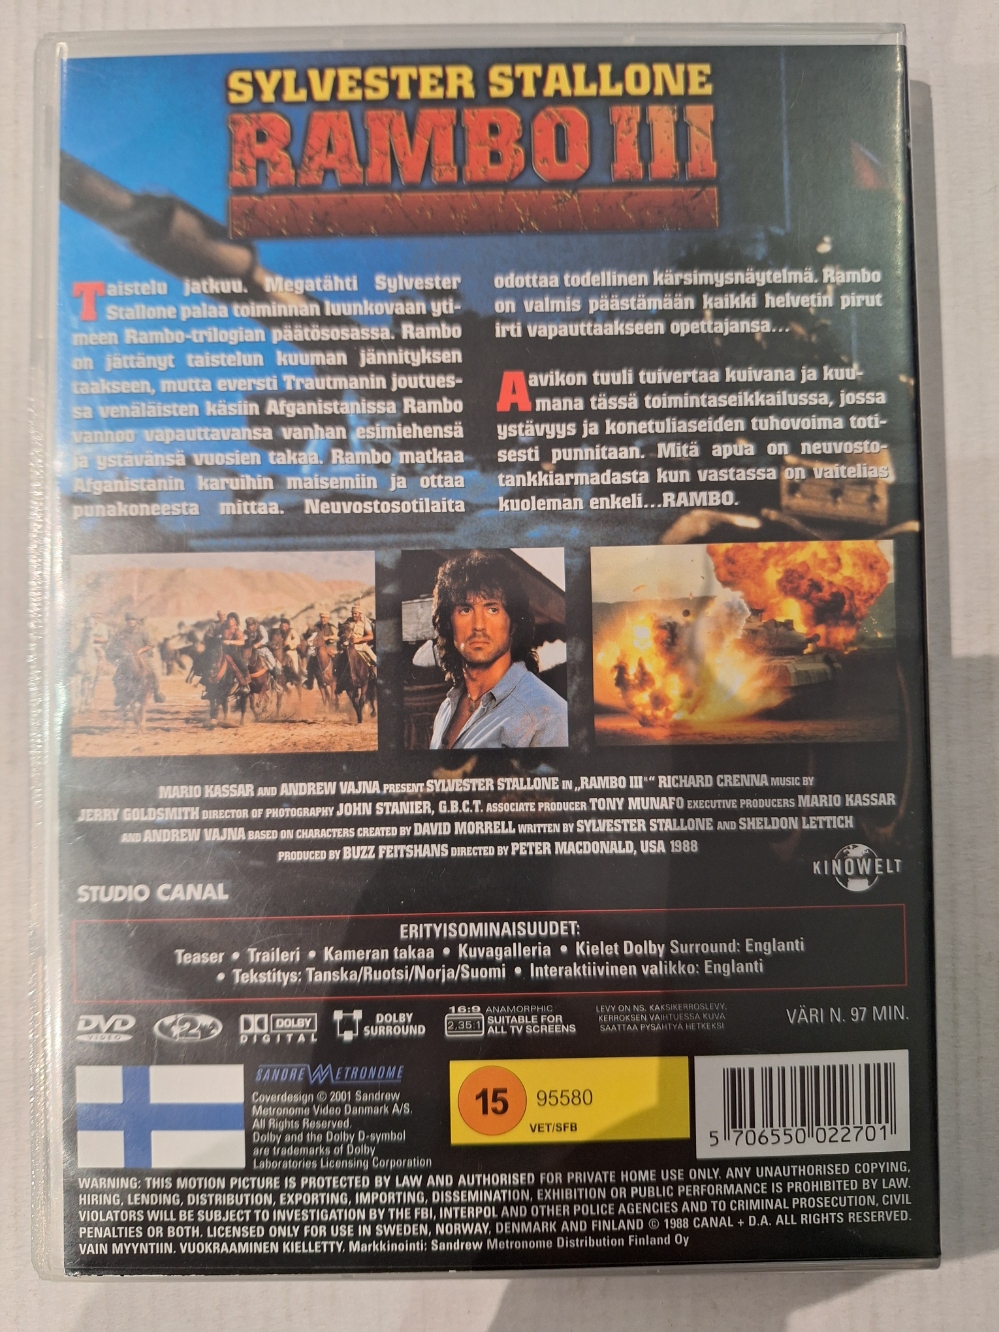 SYLVESTER STALLONE
RAMBO III
Taistelu jatkuu. Megatähti Sylvester
Stallone palaa toiminnan luunkovaan yti-
meen Rambo-trilogian päätösosassa. Rambo
on jättänyt taistelun kuuman jännityksen
taakseen, mutta eversti Trautmanin joutues-
sa venäläisten käsiin Afganistanissa Rambo
vannoo vapauttavansa vanhan esimiehensä
ja ystävänsä vuosien takaa. Rambo matkaa
Afganistanin karuihin maisemiin ja ottaa
punakoneesta mittaa. Neuvostosotilaita
odottaa todellinen kärsimysnäytelmä. Rambo
on valmis päästämään kaikki helvetin pirut
irti vapauttaakseen opettajansa...
Aavikon tuuli tuivertaa kuivana ja kuu-
mana tässä toimintaseikkailussa, jossa
ystävyys ja konetuliaseiden tuhovoima toti-
sesti punnitaan. Mitä apua on neuvosto-
tankkiarmadasta kun vastassa on vaitelias
kuoleman enkeli...RAMBO.
MARIO KASSAR AND ANDREW VAJNA PRESENT SYLVESTER STALLONE IN „RAMBO III“ RICHARD CRENNA MUSIC BY
JERRY GOLDSMITH DIRECTOR OF PHOTOGRAPHY JOHN STANIER, G.B.C.T. ASSOCIATE PRODUCER TONY MUNAFO EXECUTIVE PRODUCERS MARIO KASSAR
AND ANDREW VAJNA BASED ON CHARACTERS CREATED BY DAVID MORRELL WRITTEN BY SYLVESTER STALLONE AND SHELDON LETTICH
PRODUCED BY BUZZ FEITSHANS DIRECTED BY PETER MACDONALD, USA 1988
KINOWELT
STUDIO CANAL
ERITYISOMINAISUUDET:
Teaser • Traileri • Kameran takaa • Kuvagalleria • Kielet Dolby Surround: Englanti
• Tekstitys: Tanska/Ruotsi/Norja/Suomi • Interaktiivinen valikko: Englanti
DVD VIDEO
2
DOLBY DIGITAL
DOLBY SURROUND
16:9 ANAMORPHIC
2,35:1 SUITABLE FOR ALL TV SCREENS
LEVY ON NS. KAKSIKERROSLEVY.
KERROKSEN VAIHTUESSA KUVA
SAATTAA PYSÄHTYÄ HETKEKSI
VÄRI N. 97 MIN.
SANDREW METRONOME
Coverdesign © 2001 Sandrew
Metronome Video Danmark A/S.
All Rights Reserved.
Dolby and the Dolby D-symbol
are trademarks of Dolby
Laboratories Licensing Corporation
15
95580
VET/SFB
5 706550 022701
WARNING: THIS MOTION PICTURE IS PROTECTED BY LAW AND AUTHORISED FOR PRIVATE HOME USE ONLY. ANY UNAUTHORISED COPYING,
HIRING, LENDING, DISTRIBUTION, EXPORTING, IMPORTING, DISSEMINATION, EXHIBITION OR PUBLIC PERFORMANCE IS PROHIBITED BY LAW.
VIOLATORS WILL BE SUBJECT TO INVESTIGATION BY THE FBI, INTERPOL AND OTHER POLICE AGENCIES AND TO CRIMINAL PROSECUTION, CIVIL
PENALTIES OR BOTH. LICENSED ONLY FOR USE IN SWEDEN, NORWAY, DENMARK AND FINLAND © 1988 CANAL + D.A. ALL RIGHTS RESERVED.
VAIN MYYNTIIN. VUOKRAAMINEN KIELLETTY. Markkinointi: Sandrew Metronome Distribution Finland Oy